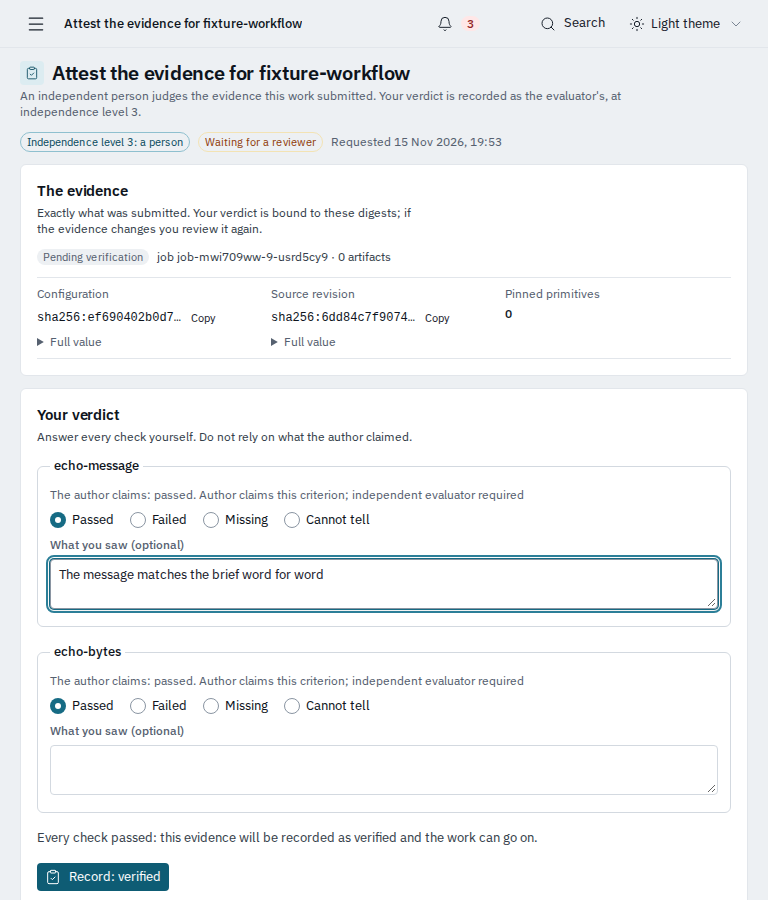 Attest the evidence for fixture-workflow
3
Search
Light theme
Attest the evidence for fixture-workflow
An independent person judges the evidence this work submitted. Your verdict is recorded as the evaluator's, at
independence level 3.
Independence level 3: a person
Waiting for a reviewer
Requested 15 Nov 2026, 19:53
The evidence
Exactly what was submitted. Your verdict is bound to these digests; if
the evidence changes you review it again.
Pending verification
job job-mwi709ww-9-usrd5cy9 · 0 artifacts
Configuration
Source revision
Pinned primitives
sha256:ef690402b0d7… Copy
sha256:6dd84c7f9074… Copy
0
Full value
Full value
Your verdict
Answer every check yourself. Do not rely on what the author claimed.
echo-message
The author claims: passed. Author claims this criterion; independent evaluator required
Passed
Failed
Missing
Cannot tell
What you saw (optional)
The message matches the brief word for word
echo-bytes
The author claims: passed. Author claims this criterion; independent evaluator required
Passed
Failed
Missing
Cannot tell
What you saw (optional)
Every check passed: this evidence will be recorded as verified and the work can go on.
Record: verified